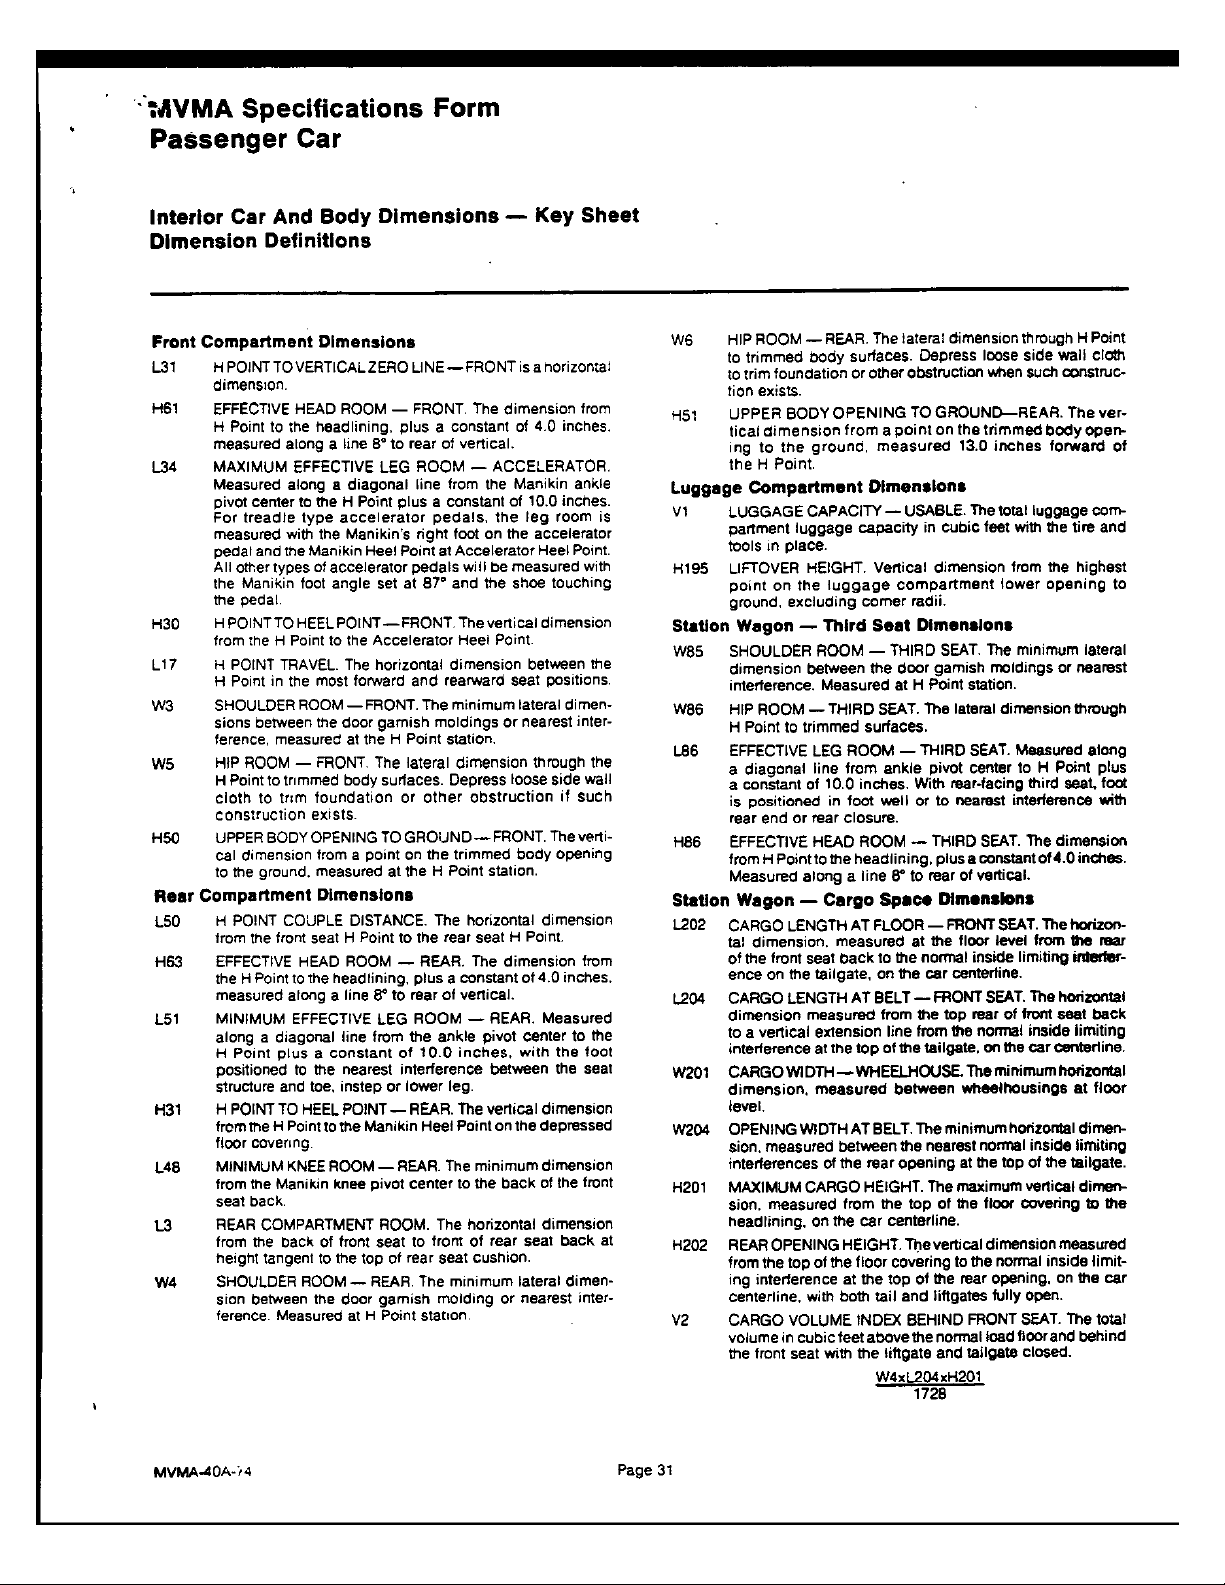 MVMA Specifications Form
Passenger Car
Interior Car And Body Dimensions — Key Sheet
Dimension Definitions
Front Compartment Dimensions
L31 H POINT TO VERTICAL ZERO LINE — FRONT is a horizontal
dimension.
H61 EFFECTIVE HEAD ROOM — FRONT. The dimension from
H Point to the headlining, plus a constant of 4.0 inches,
measured along a line 8° to rear of vertical.
L34 MAXIMUM EFFECTIVE LEG ROOM — ACCELERATOR.
Measured along a diagonal line from the Manikin ankle
pivot center to the H Point plus a constant of 10.0 inches.
For treadle type accelerator pedals, the leg room is
measured with the Manikin's right foot on the accelerator
pedal and the Manikin Heel Point at Accelerator Heel Point.
All other types of accelerator pedals will be measured with
the Manikin foot angle set at 87° and the shoe touching
the pedal.
H30 H POINT TO HEEL POINT — FRONT. The vertical dimension
from the H Point to the Accelerator Heel Point.
L17 H POINT TRAVEL. The horizontal dimension between the
H Point in the most forward and rearward seat positions.
W3 SHOULDER ROOM — FRONT. The minimum lateral dimen-
sions between the door garnish moldings or nearest inter-
ference, measured at the H Point station.
W5 HIP ROOM — FRONT. The lateral dimension through the
H Point to trimmed body surfaces. Depress loose side wall
cloth to trim foundation or other obstruction if such
construction exists.
H50 UPPER BODY OPENING TO GROUND — FRONT. The verti-
cal dimension from a point on the trimmed body opening
to the ground, measured at the H Point station.
Rear Compartment Dimensions
L50 H POINT COUPLE DISTANCE. The horizontal dimension
from the front seat H Point to the rear seat H Point.
H63 EFFECTIVE HEAD ROOM — REAR. The dimension from
the H Point to the headlining, plus a constant of 4.0 inches,
measured along a line 8° to rear of vertical.
L51 MINIMUM EFFECTIVE LEG ROOM — REAR. Measured
along a diagonal line from the ankle pivot center to the
H Point plus a constant of 10.0 inches, with the foot
positioned to the nearest interference between the seat
structure and toe, instep or lower leg.
H31 H POINT TO HEEL POINT — REAR. The vertical dimension
from the H Point to the Manikin Heel Point on the depressed
floor covering.
L48 MINIMUM KNEE ROOM — REAR. The minimum dimension
from the Manikin knee pivot center to the back of the front
seat back.
L3 REAR COMPARTMENT ROOM. The horizontal dimension
from the back of front seat to front of rear seat back at
height tangent to the top of rear seat cushion.
W4 SHOULDER ROOM — REAR. The minimum lateral dimen-
sion between the door garnish molding or nearest inter-
ference. Measured at H Point station.
W6 HIP ROOM — REAR. The lateral dimension through H Point
to trimmed body surfaces. Depress loose side wall cloth
to trim foundation or other obstruction when such construc-
tion exists.
H51 UPPER BODY OPENING TO GROUND—REAR. The ver-
tical dimension from a point on the trimmed body open-
ing to the ground, measured 13.0 inches forward of
the H Point.
Luggage Compartment Dimensions
V1 LUGGAGE CAPACITY — USABLE. The total luggage com-
partment luggage capacity in cubic feet with the tire and
tools in place.
H195 LIFTOVER HEIGHT. Vertical dimension from the highest
point on the luggage compartment lower opening to
ground, excluding corner radii.
Station Wagon — Third Seat Dimensions
W85 SHOULDER ROOM — THIRD SEAT. The minimum lateral
dimension between the door garnish moldings or nearest
interference. Measured at H Point station.
W86 HIP ROOM — THIRD SEAT. The lateral dimension through
H Point to trimmed surfaces.
L86 EFFECTIVE LEG ROOM — THIRD SEAT. Measured along
a diagonal line from ankle pivot center to H Point plus
a constant of 10.0 inches. With rear-facing third seat, foot
is positioned in foot well or to nearest interference with
rear end or rear closure.
H86 EFFECTIVE HEAD ROOM — THIRD SEAT. The dimension
from H Point to the headlining, plus a constant of 4.0 inches.
Measured along a line 8° to rear of vertical.
Station Wagon — Cargo Space Dimensions
L202 CARGO LENGTH AT FLOOR — FRONT SEAT. The horizon-
tal dimension, measured at the floor level from the rear
of the front seat back to the normal inside limiting interfer-
ence on the tailgate, on the car centerline.
L204 CARGO LENGTH AT BELT — FRONT SEAT. The horizontal
dimension measured from the top rear of front seat back
to a vertical extension line from the normal inside limiting
interference at the top of the tailgate, on the car centerline.
W201 CARGO WIDTH — WHEELHOUSE. The minimum horizontal
dimension, measured between wheelhousings at floor
level.
W204 OPENING WIDTH AT BELT. The minimum horizontal dimen-
sion, measured between the nearest normal inside limiting
interferences of the rear opening at the top of the tailgate.
H201 MAXIMUM CARGO HEIGHT. The maximum vertical dimen-
sion, measured from the top of the floor covering to the
headlining, on the car centerline.
H202 REAR OPENING HEIGHT. The vertical dimension measured
from the top of the floor covering to the normal inside limit-
ing interference at the top of the rear opening, on the car
centerline, with both tail and liftgates fully open.
V2 CARGO VOLUME INDEX BEHIND FRONT SEAT. The total
volume in cubic feet above the normal load floor and behind
the front seat with the liftgate and tailgate closed.
W4xL204xH201
1728
MVMA-40A-74
Page 31